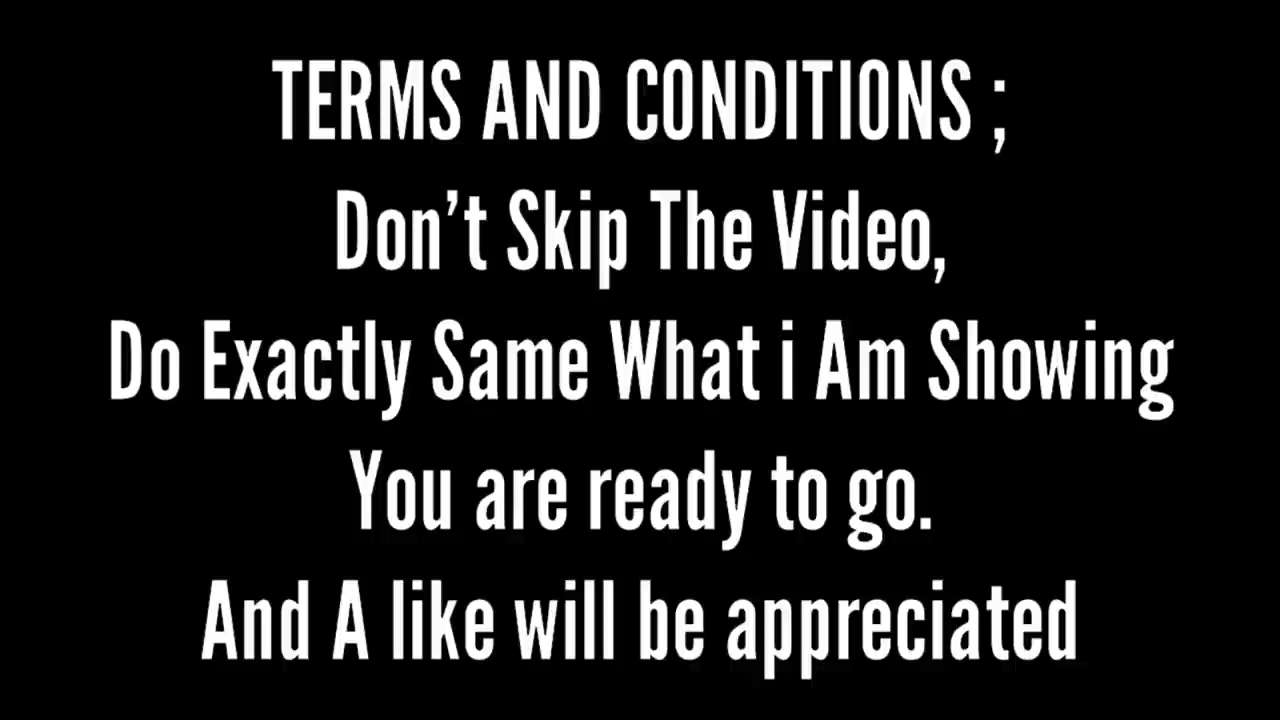 TERMS AND CONDITIONS ;
Don’t Skip The Video,
Do Exactly Same What i Am Showing
You are ready to go.
And A like will be appreciated